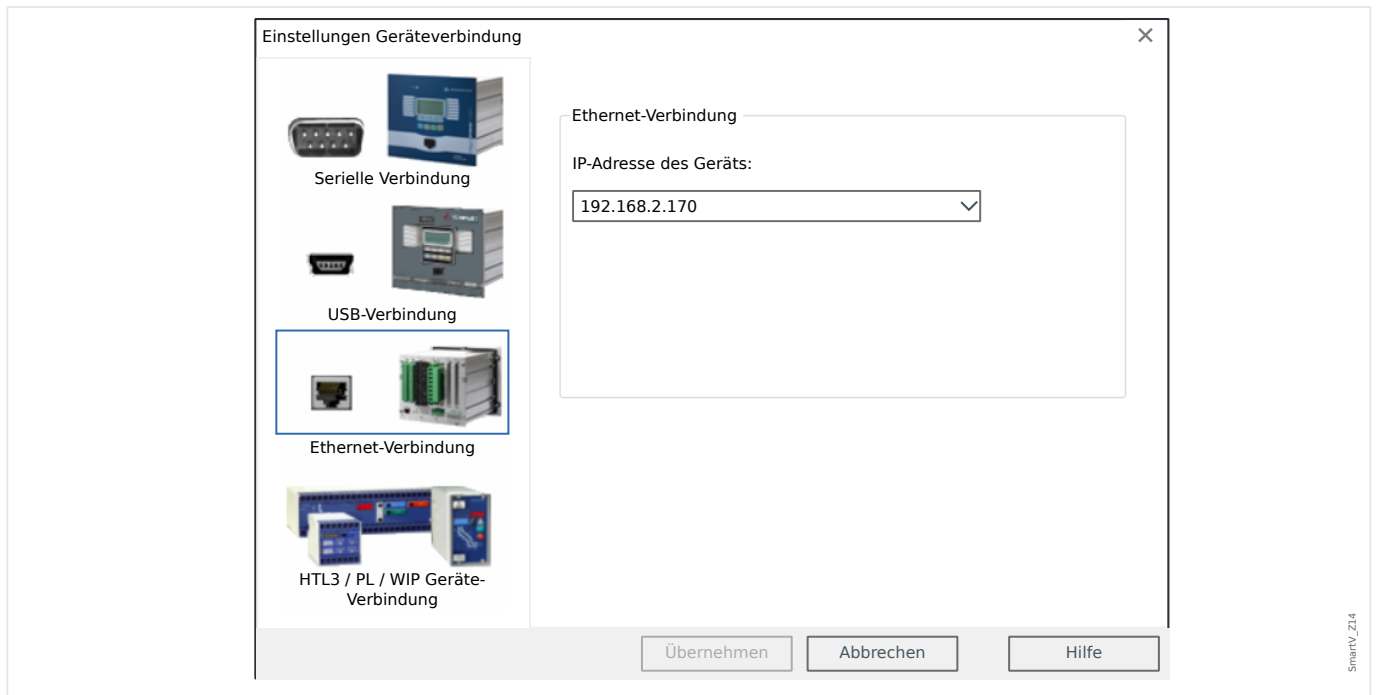 Einstellungen Geräteverbindung
Serielle Verbindung
USB-Verbindung
Ethernet-Verbindung
HTL3 / PL / WIP Geräte-
Verbindung
Ethernet-Verbindung
IP-Adresse des Geräts:
192.168.2.170
Übernehmen
Abbrechen
Hilfe
SmartV_Z14